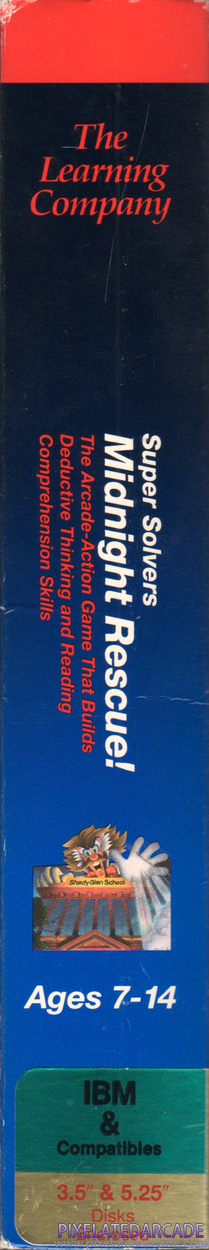 The
Learning
Company
Super Solvers
Midnight Rescue!
The Arcade-Action Game That Builds
Deductive Thinking and Reading
Comprehension Skills
Shady Glen School
Ages 7-14
IBM
&
Compatibles
3.5" & 5.25"
Disks
PIXELATEDARCADE